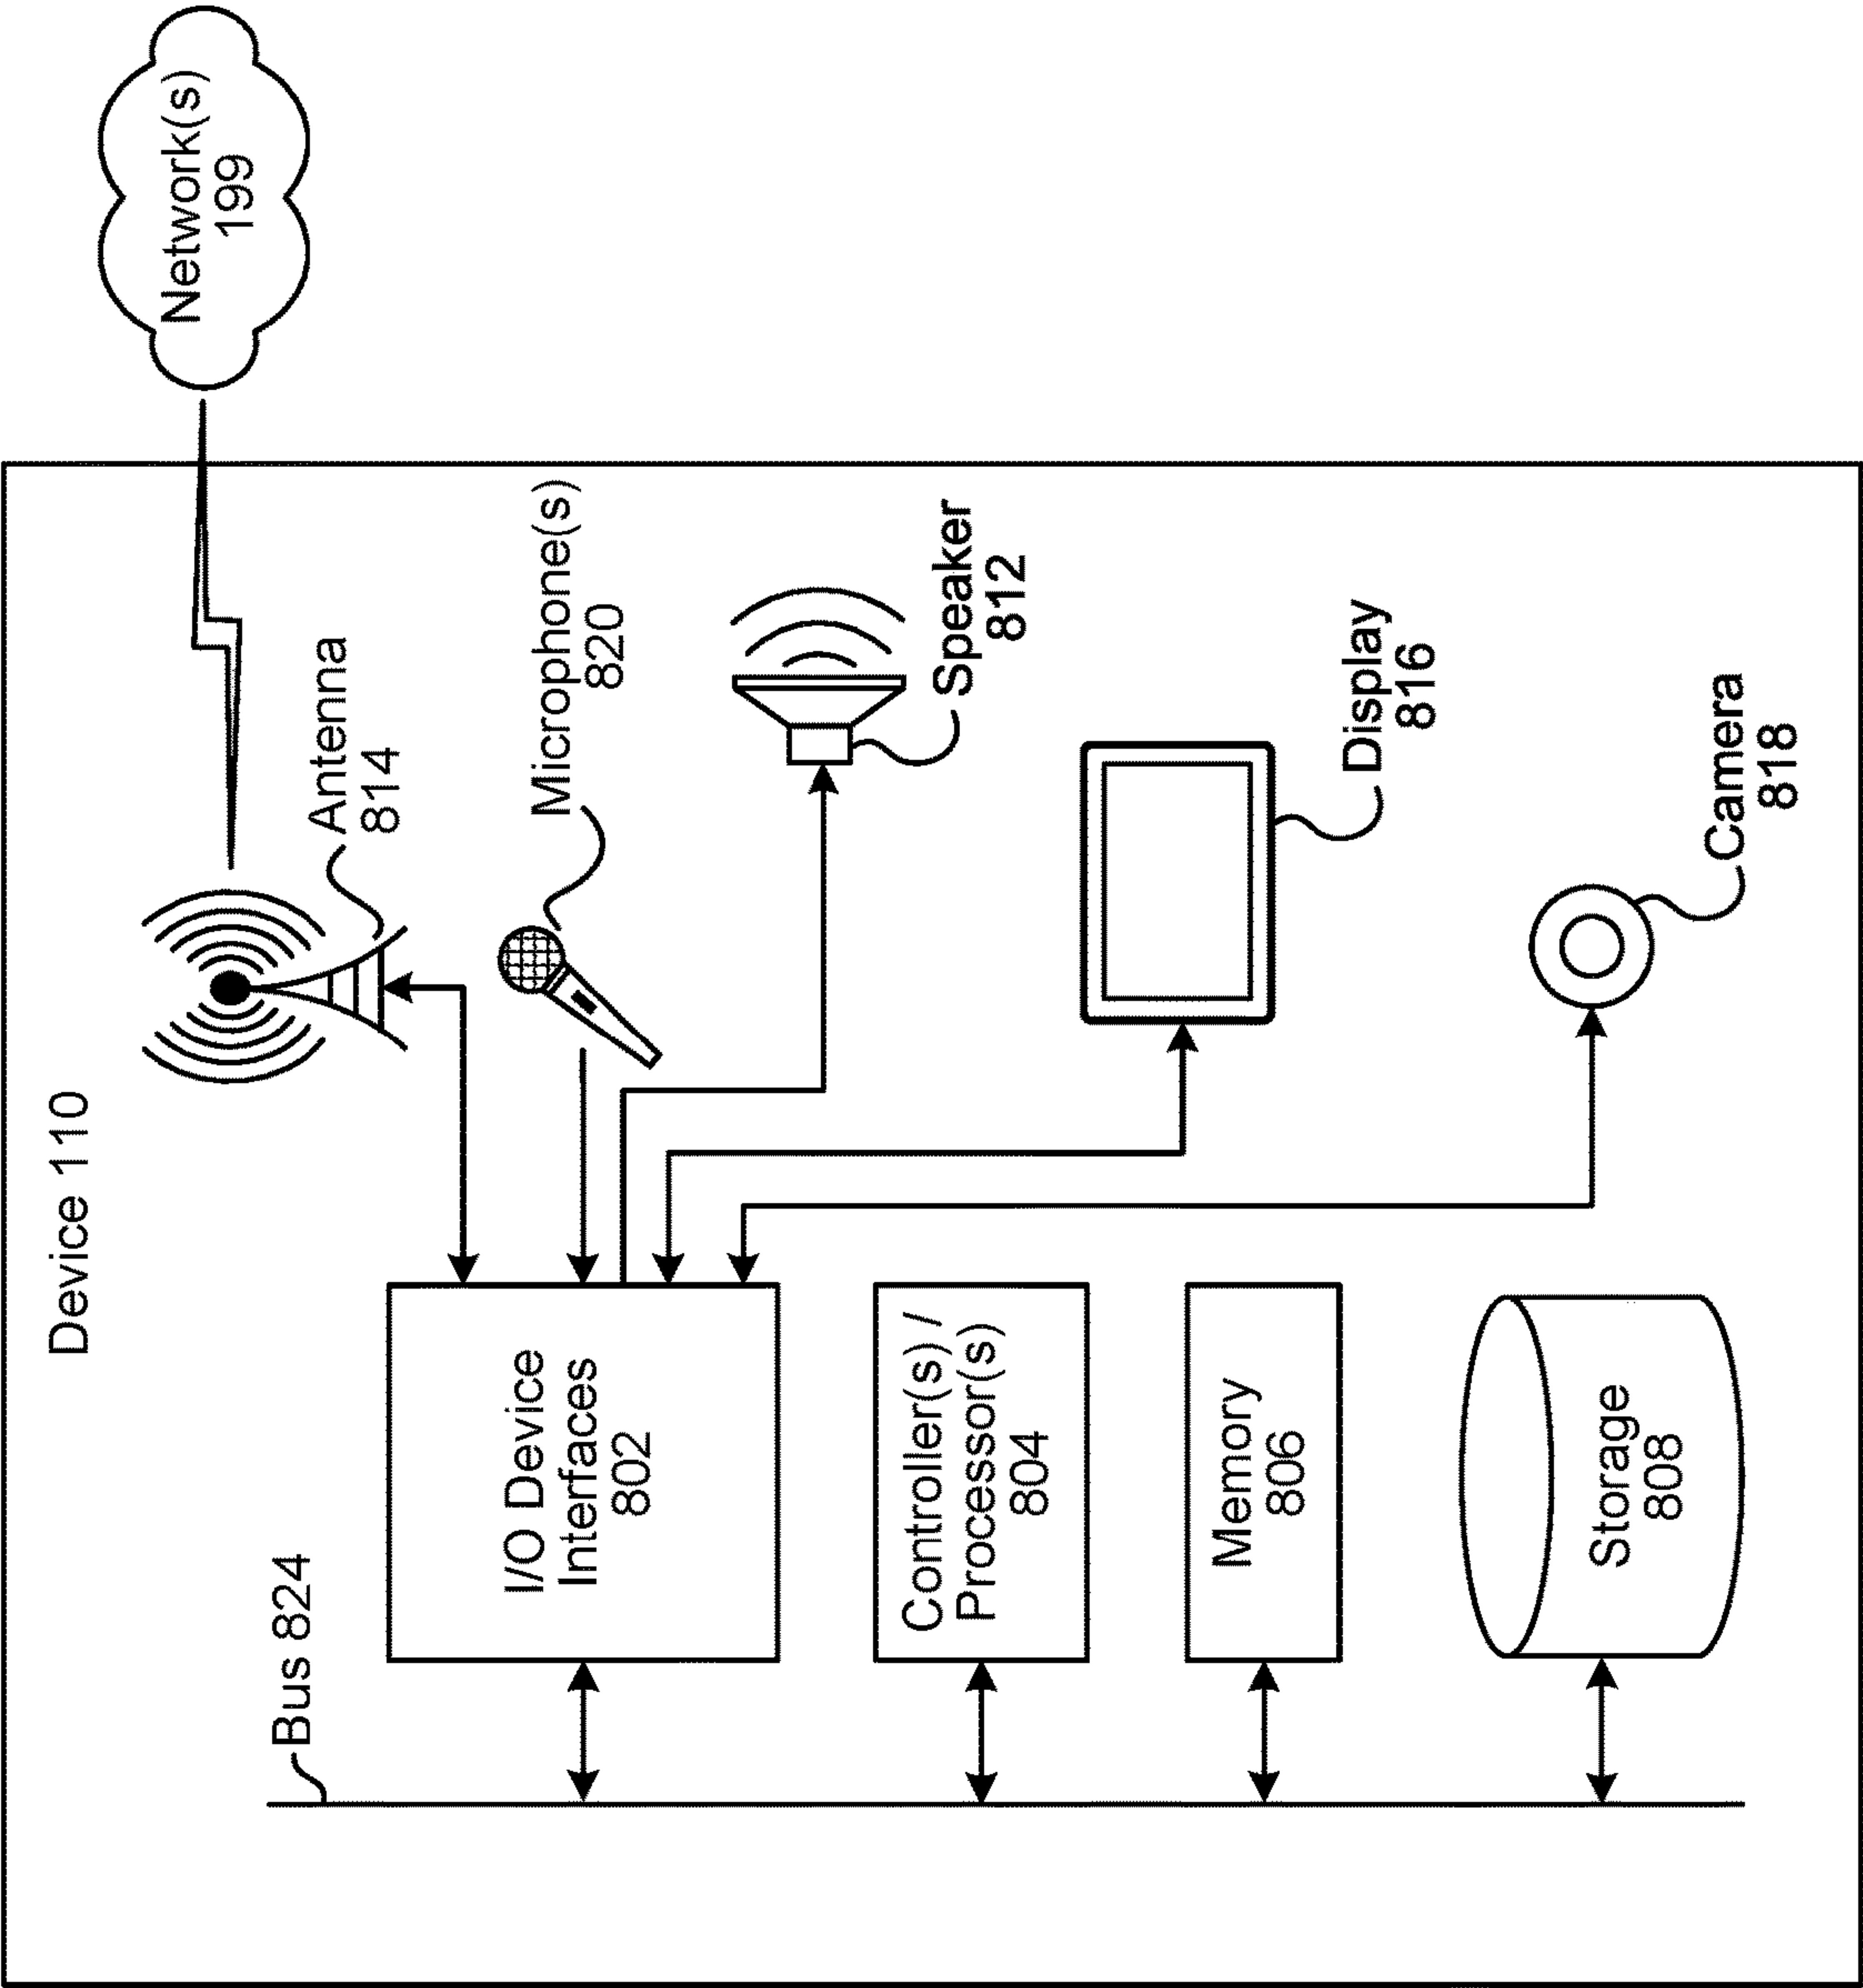 Device 110
Network(s)
199
Bus 824
Antenna
814
I/O Device
Interfaces
802
Microphone(s)
820
Speaker
812
Controller(s) /
Processor(s)
804
Display
816
Memory
806
Storage
808
Camera
818